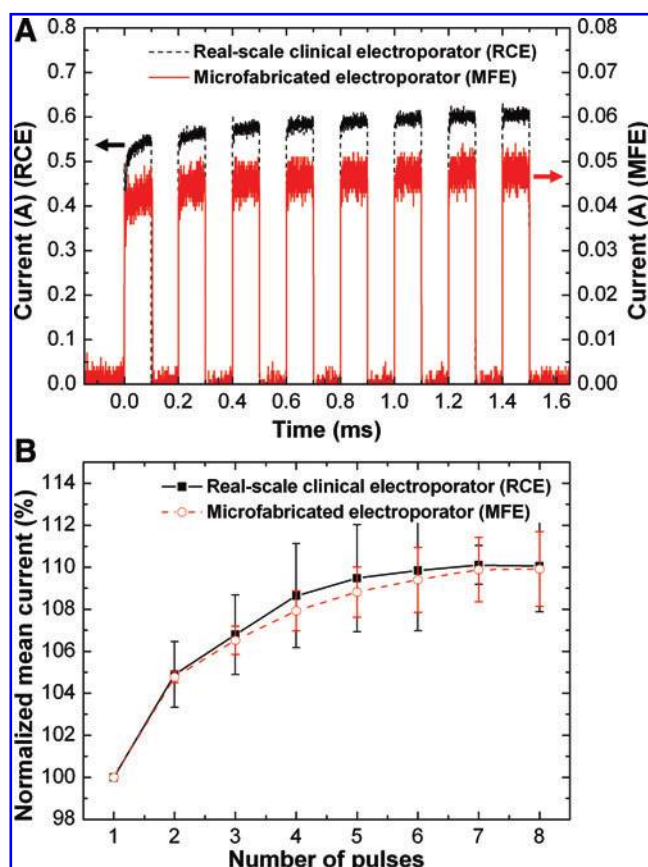 A
Real-scale clinical electroporator (RCE)
Microfabricated electroporator (MFE)
Current (A) (RCE)
0.8
0.7
0.6
0.5
0.4
0.3
0.2
0.1
0.0
0.08
0.07
0.06
0.05
0.04
0.03
0.02
0.01
0.00
Current (A) (MFE)
0.0 0.2 0.4 0.6 0.8 1.0 1.2 1.4 1.6
Time (ms)
B
Real-scale clinical electroporator (RCE)
Microfabricated electroporator (MFE)
Normalized mean current (%)
114
112
110
108
106
104
102
100
98
1 2 3 4 5 6 7 8
Number of pulses